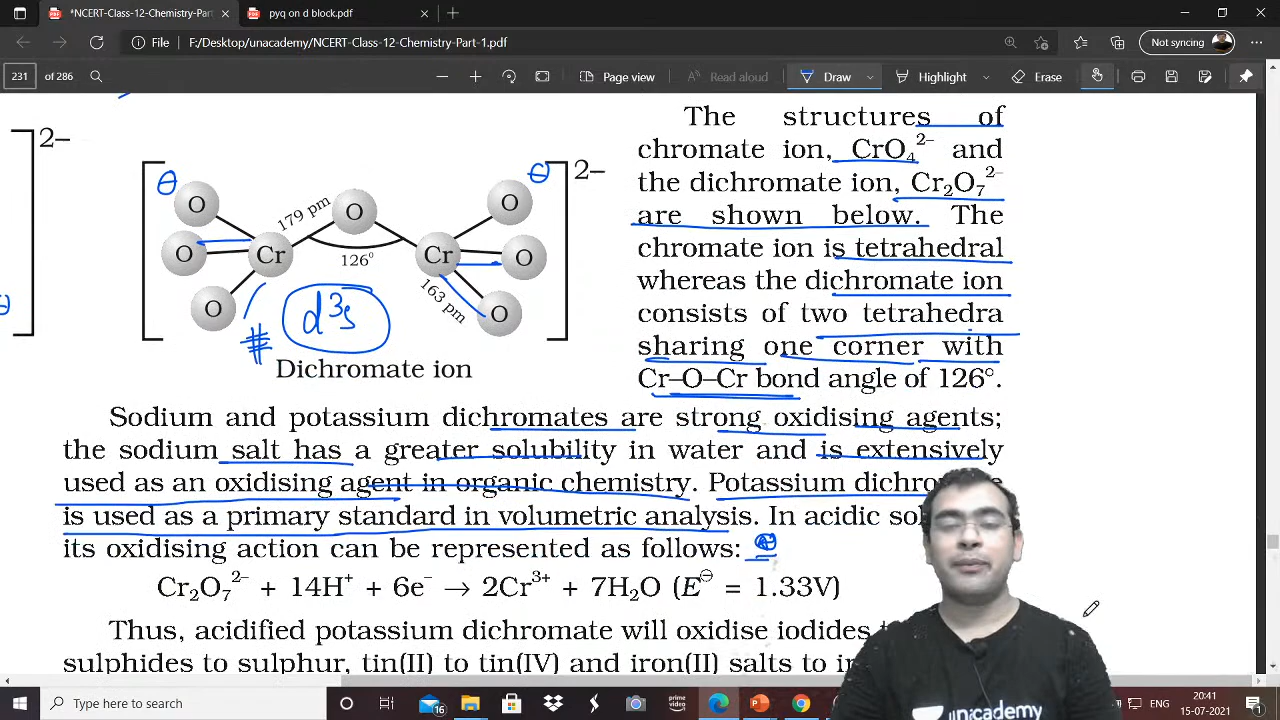 *NCERT-Class-12-Chemistry-Part-
pyq on d block.pdf
File
F:/Desktop/unacademy/NCERT-Class-12-Chemistry-Part-1.pdf
Not syncing
231 of 286
Page view
Read aloud
Draw
Highlight
Erase
2–
2–
θ
θ
O
O
O
O
O
O
O
Cr
Cr
179 pm
126°
163 pm
d³s
#
Dichromate ion
The structures of
chromate ion, CrO₄²⁻ and
the dichromate ion, Cr₂O₇²⁻
are shown below. The
chromate ion is tetrahedral
whereas the dichromate ion
consists of two tetrahedra
sharing one corner with
Cr–O–Cr bond angle of 126°.
Sodium and potassium dichromates are strong oxidising agents;
the sodium salt has a greater solubility in water and is extensively
used as an oxidising agent in organic chemistry. Potassium
is used as a primary standard in volumetric analysis. In acidic
its oxidising action can be represented as follows:
Cr₂O₇²⁻ + 14H⁺ + 6e⁻ → 2Cr³⁺ + 7H₂O (E⊖ = 1.33V)
Thus, acidified potassium dichromate will oxidise iodides
sulphides to sulphur, tin(II) to tin(IV) and iron(II) salts to
unacademy
Type here to search
16
prime video
20:41
15-07-2021